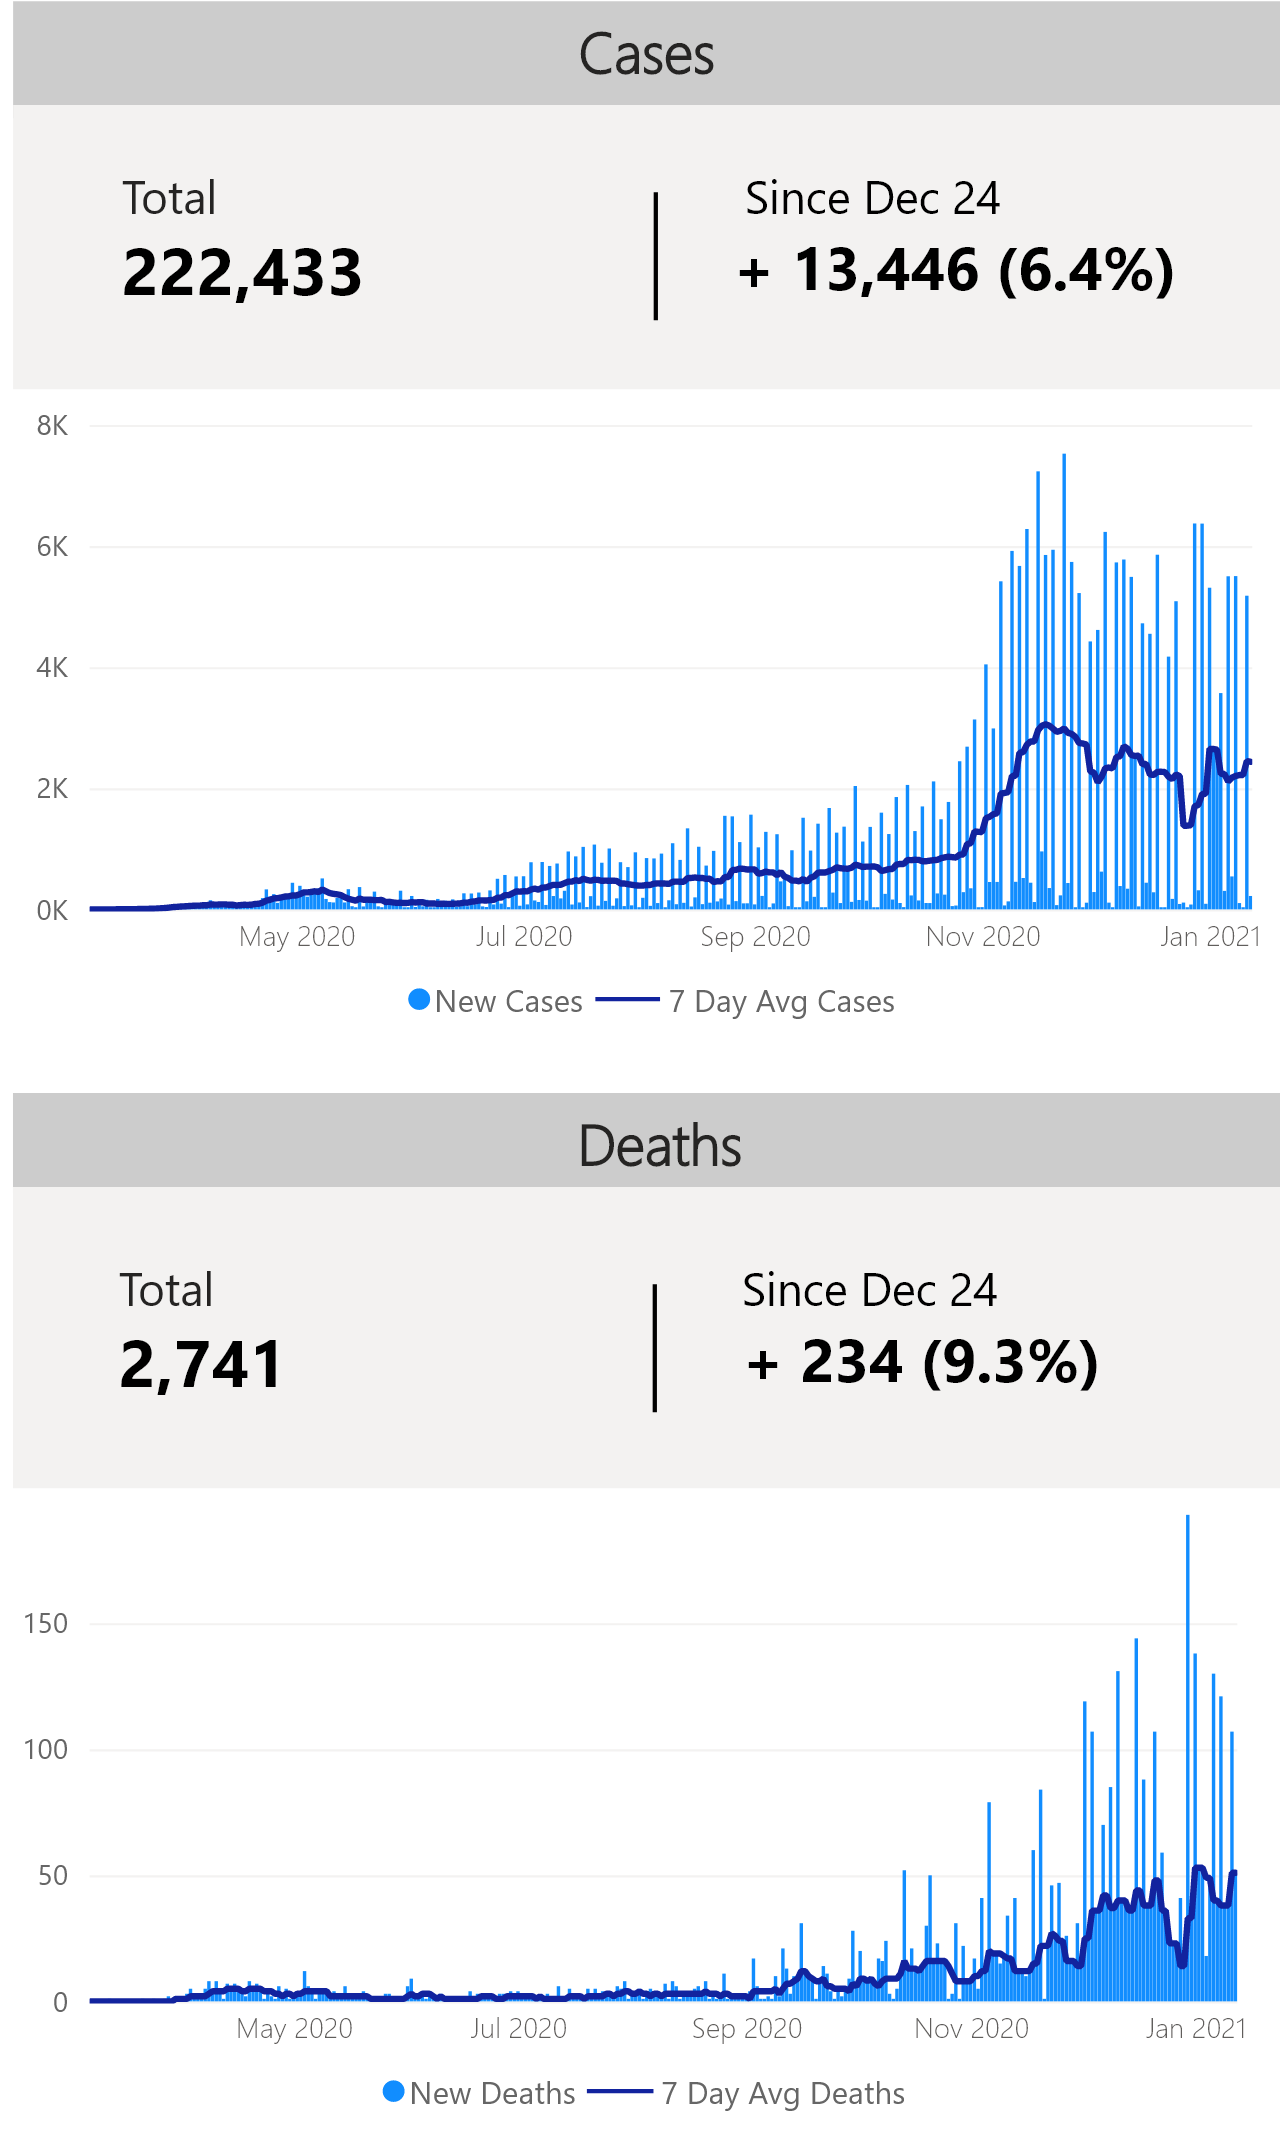 Cases
Total
Since Dec 24
222,433
+ 13,446 (6.4%)
8K
6K
4K
2K
0K
May 2020
Jul 2020
Sep 2020
Nov 2020
Jan 2021
New Cases
7 Day Avg Cases
Deaths
Total
Since Dec 24
2,741
+ 234 (9.3%)
150
100
50
0
May 2020
Jul 2020
Sep 2020
Nov 2020
Jan 2021
New Deaths
7 Day Avg Deaths